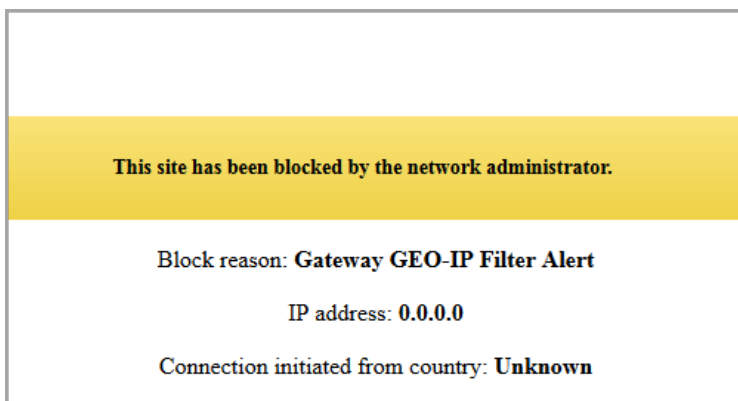 This site has been blocked by the network administrator.
Block reason: Gateway GEO-IP Filter Alert
IP address: 0.0.0.0
Connection initiated from country: Unknown